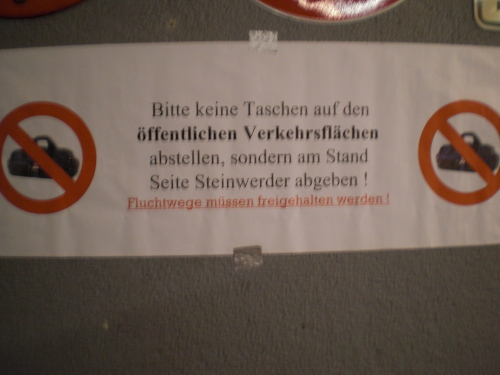 Bitte keine Taschen auf den
öffentlichen Verkehrsflächen
abstellen, sondern am Stand
Seite Steinwerder abgeben !
Fluchtwege müssen freigehalten werden !